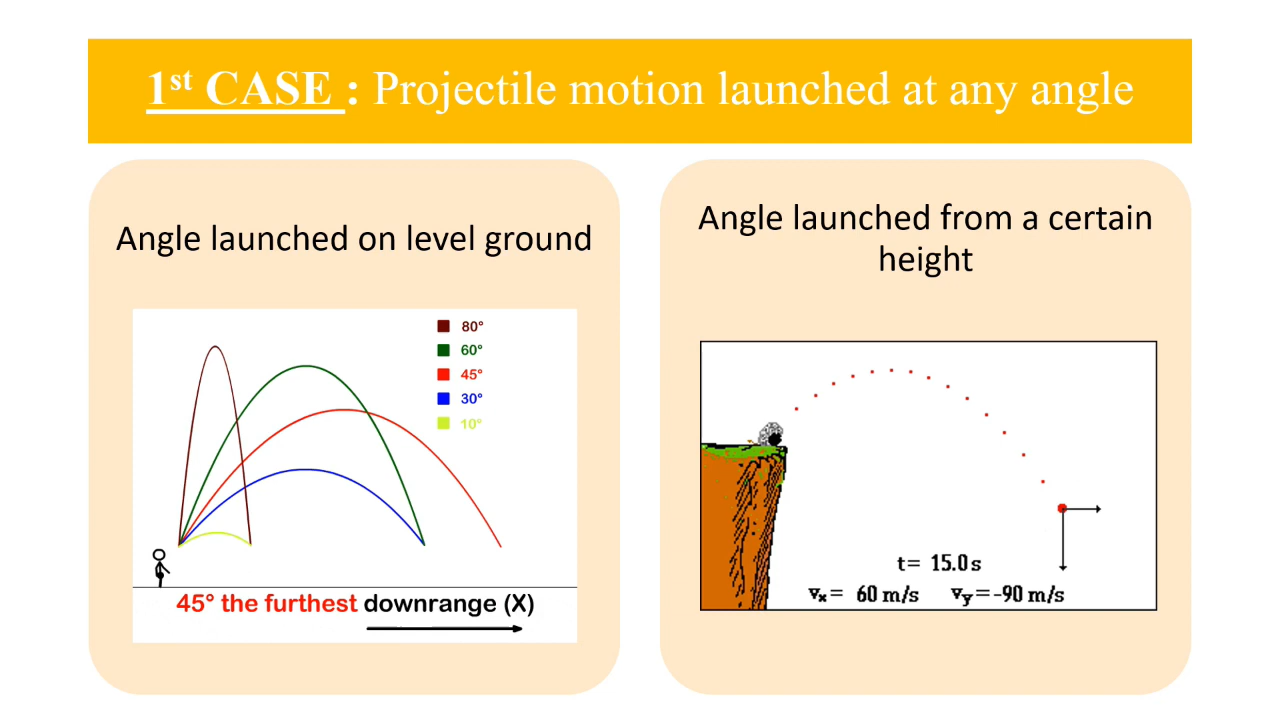 1st CASE : Projectile motion launched at any angle
Angle launched on level ground
80°
60°
45°
30°
10°
45° the furthest downrange (X)
Angle launched from a certain
height
t= 15.0 s
vx= 60 m/s vy= -90 m/s